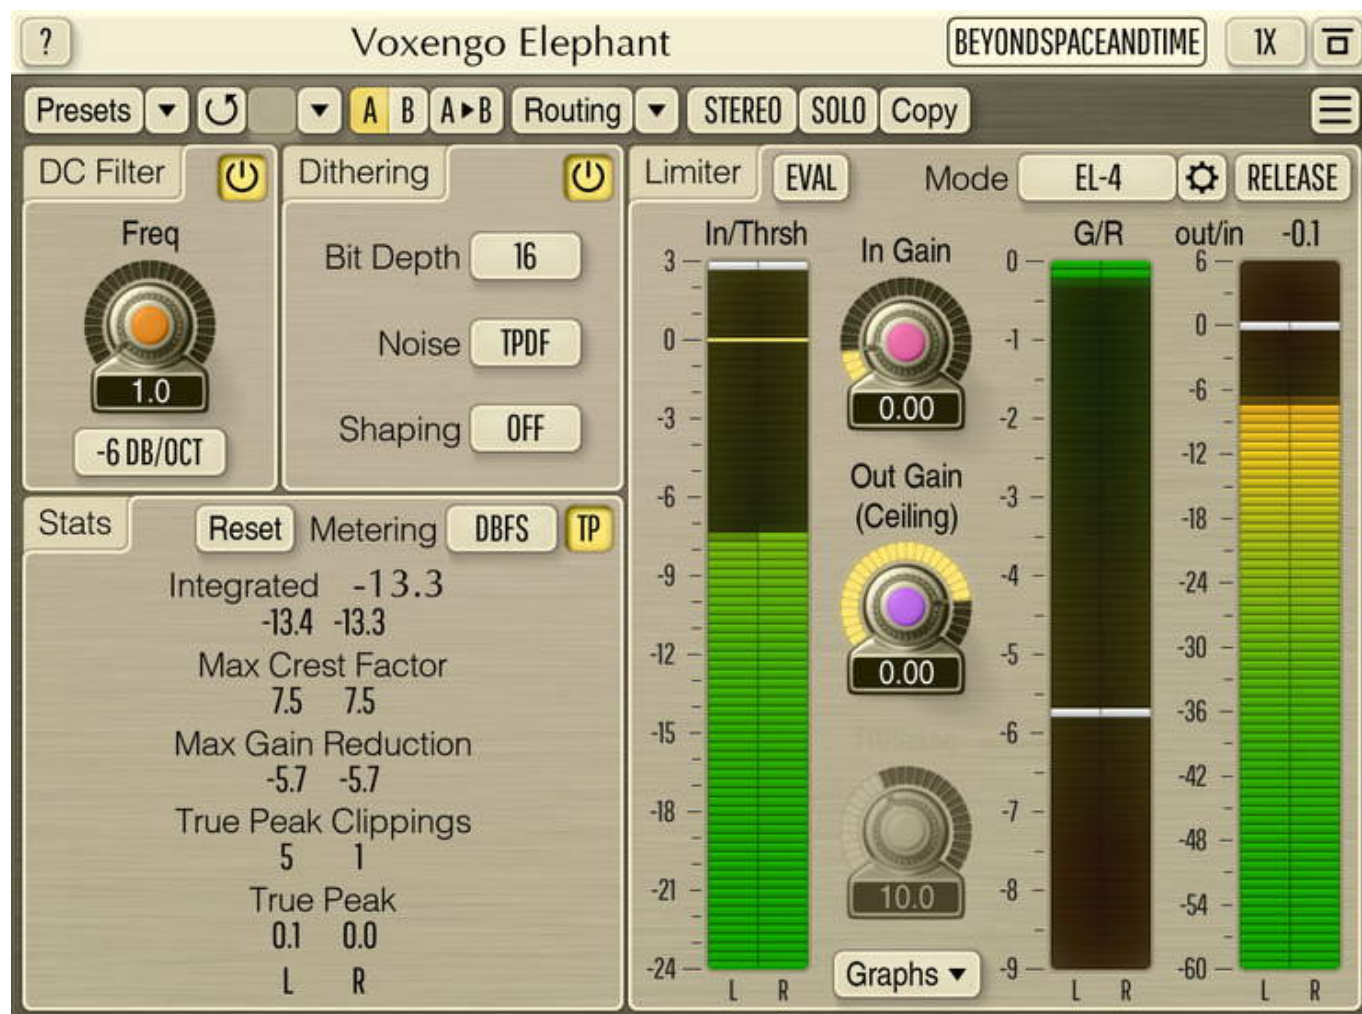 ?
Voxengo Elephant
BEYONDSPACEANDTIME
1X
Presets
A B A▶B
Routing
STEREO SOLO Copy
DC Filter
Freq
1.0
-6 DB/OCT
Dithering
Bit Depth 16
Noise TPDF
Shaping OFF
Stats
Reset Metering DBFS TP
Integrated -13.3
-13.4 -13.3
Max Crest Factor
7.5 7.5
Max Gain Reduction
-5.7 -5.7
True Peak Clippings
5 1
True Peak
0.1 0.0
L R
Limiter EVAL Mode EL-4 RELEASE
In/Thrsh
3
0
-3
-6
-9
-12
-15
-18
-21
-24
L R
In Gain
0.00
Out Gain
(Ceiling)
0.00
Release
10.0
Graphs
G/R
0
-1
-2
-3
-4
-5
-6
-7
-8
-9
L R
out/in -0.1
6
0
-6
-12
-18
-24
-30
-36
-42
-48
-54
-60
L R